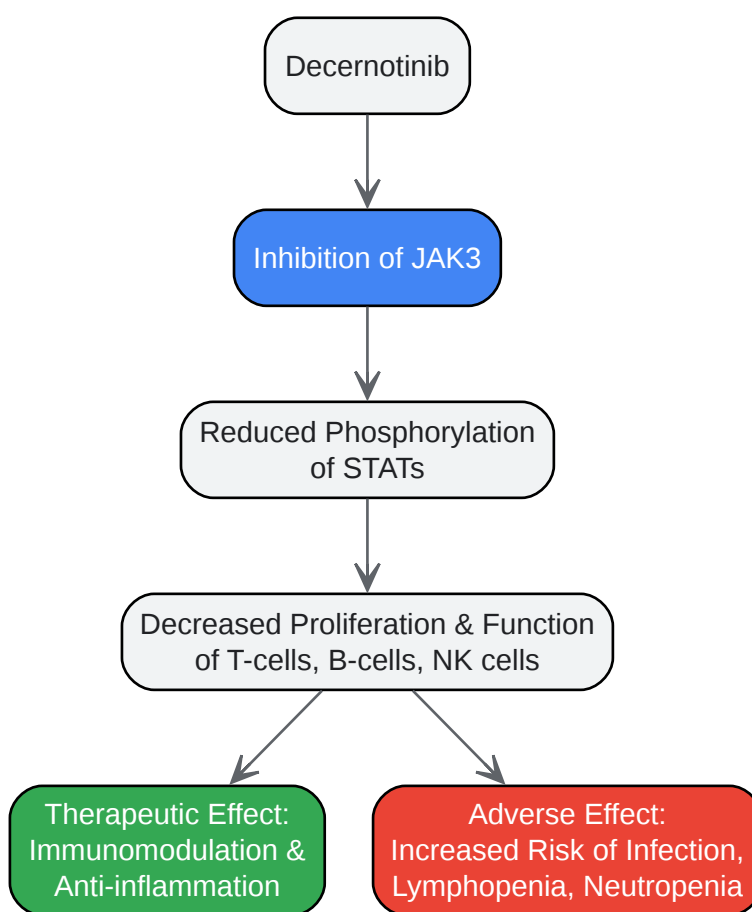 Decernotinib
Inhibition of JAK3
Reduced Phosphorylation
of STATs
Decreased Proliferation & Function
of T-cells, B-cells, NK cells
Therapeutic Effect:
Immunomodulation &
Anti-inflammation
Adverse Effect:
Increased Risk of Infection,
Lymphopenia, Neutropenia